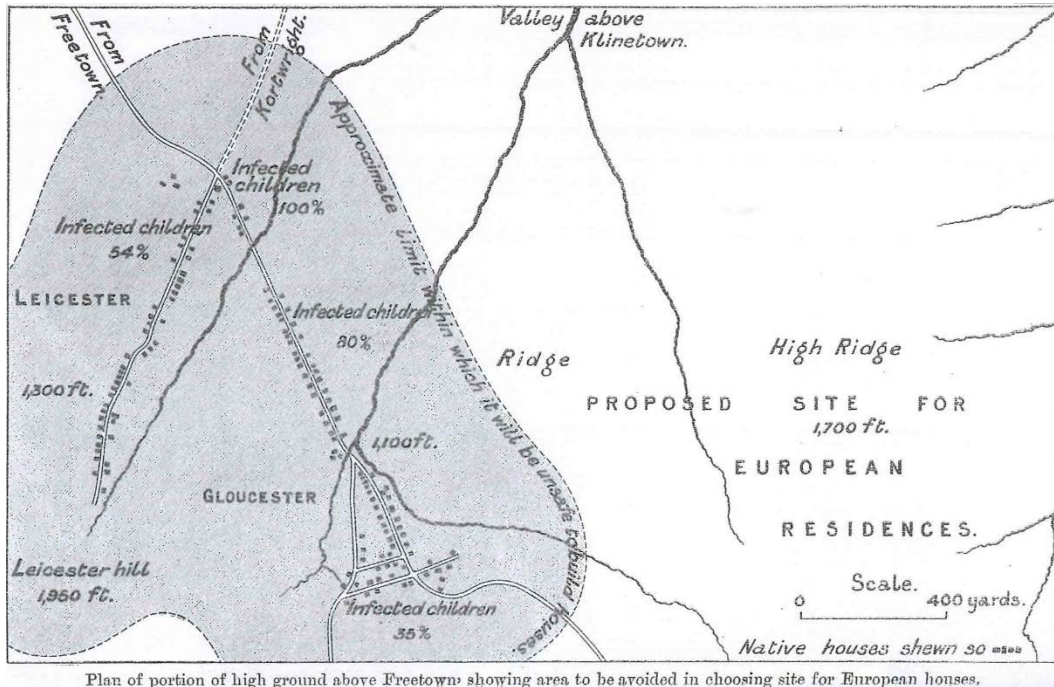 From
Freetown.
From
Kortwright.
Valley above
Klinetown.
Approximate limit within which it will be unsafe to build houses.
Infected
children
100%
Infected children
54%
LEICESTER
Infected children
80%
1,300 ft.
Ridge
High Ridge
PROPOSED SITE FOR
1,700 ft.
EUROPEAN
RESIDENCES.
1,100 ft.
GLOUCESTER
Leicester hill
1,950 ft.
Infected children
35%
Scale.
0 400 yards.
Native houses shewn so
Plan of portion of high ground above Freetown, showing area to be avoided in choosing site for European houses.